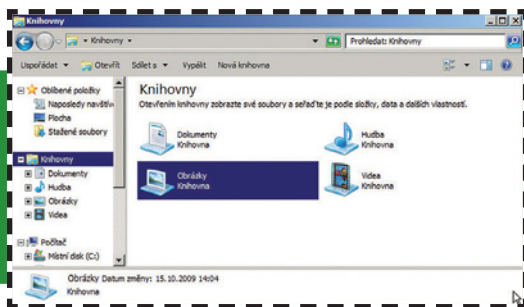 Knihovny
Knihovny
Prohledat: Knihovny
Uspořádat Otevřít Sdílet s Vypálit Nová knihovna
Oblíbené položky
Naposledy navštív
Plocha
Stažené soubory
Knihovny
Dokumenty
Hudba
Obrázky
Videa
Počítač
Místní disk (C:)
Knihovny
Otevřením knihovny zobrazte své soubory a seřaďte je podle složky, data a dalších vlastností.
Dokumenty
Knihovna
Hudba
Knihovna
Obrázky
Knihovna
Videa
Knihovna
Obrázky Datum změny: 15.10.2009 14:04
Knihovna